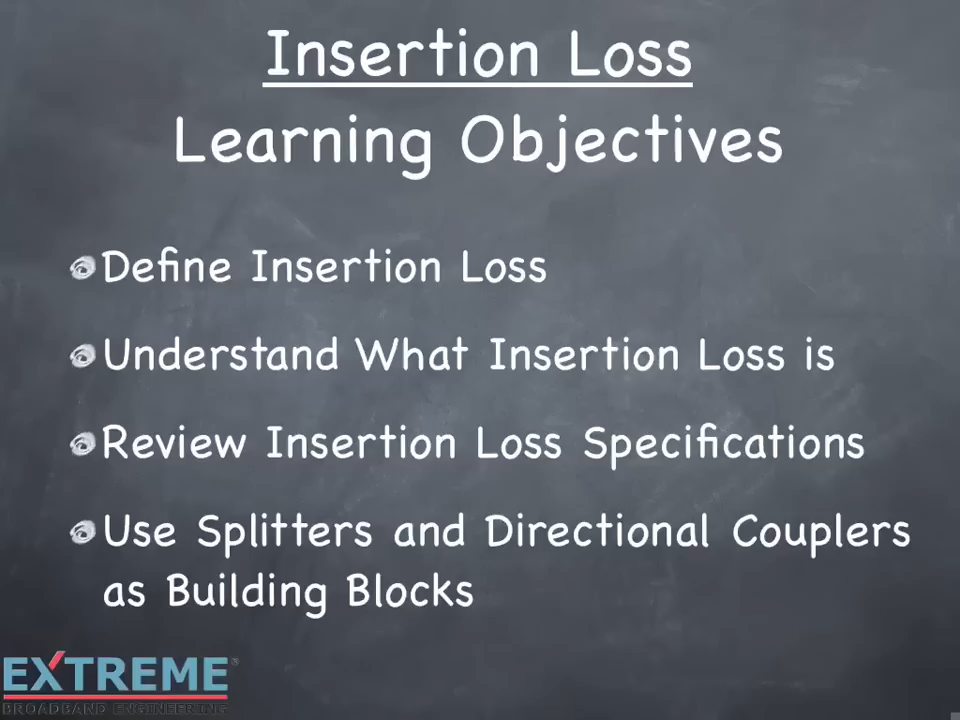 Insertion Loss
Learning Objectives
Define Insertion Loss
Understand What Insertion Loss is
Review Insertion Loss Specifications
Use Splitters and Directional Couplers
as Building Blocks
EXTREME®
BROADBAND ENGINEERING